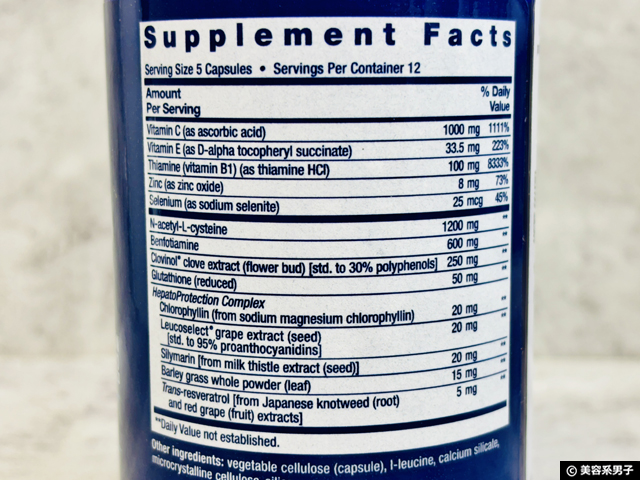 Supplement Facts
Serving Size 5 Capsules • Servings Per Container 12
Amount Per Serving % Daily Value
Vitamin C (as ascorbic acid) 1000 mg 1111%
Vitamin E (as D-alpha tocopheryl succinate) 33.5 mg 223%
Thiamine (vitamin B1) (as thiamine HCl) 100 mg 8333%
Zinc (as zinc oxide) 8 mg 73%
Selenium (as sodium selenite) 25 mcg 45%
N-acetyl-L-cysteine 1200 mg **
Benfotiamine 600 mg **
Clovinol® clove extract (flower bud) [std. to 30% polyphenols] 250 mg **
Glutathione (reduced) 50 mg **
HepatoProtection Complex
Chlorophyllin (from sodium magnesium chlorophyllin) 20 mg **
Leucoselect® grape extract (seed) 20 mg **
[std. to 95% proanthocyanidins]
Silymarin [from milk thistle extract (seed)] 20 mg **
Barley grass whole powder (leaf) 15 mg **
Trans-resveratrol [from Japanese knotweed (root) 5 mg **
and red grape (fruit) extracts]
**Daily Value not established.
Other ingredients: vegetable cellulose (capsule), l-leucine, calcium silicate,
microcrystalline cellulose,
© 美容系男子